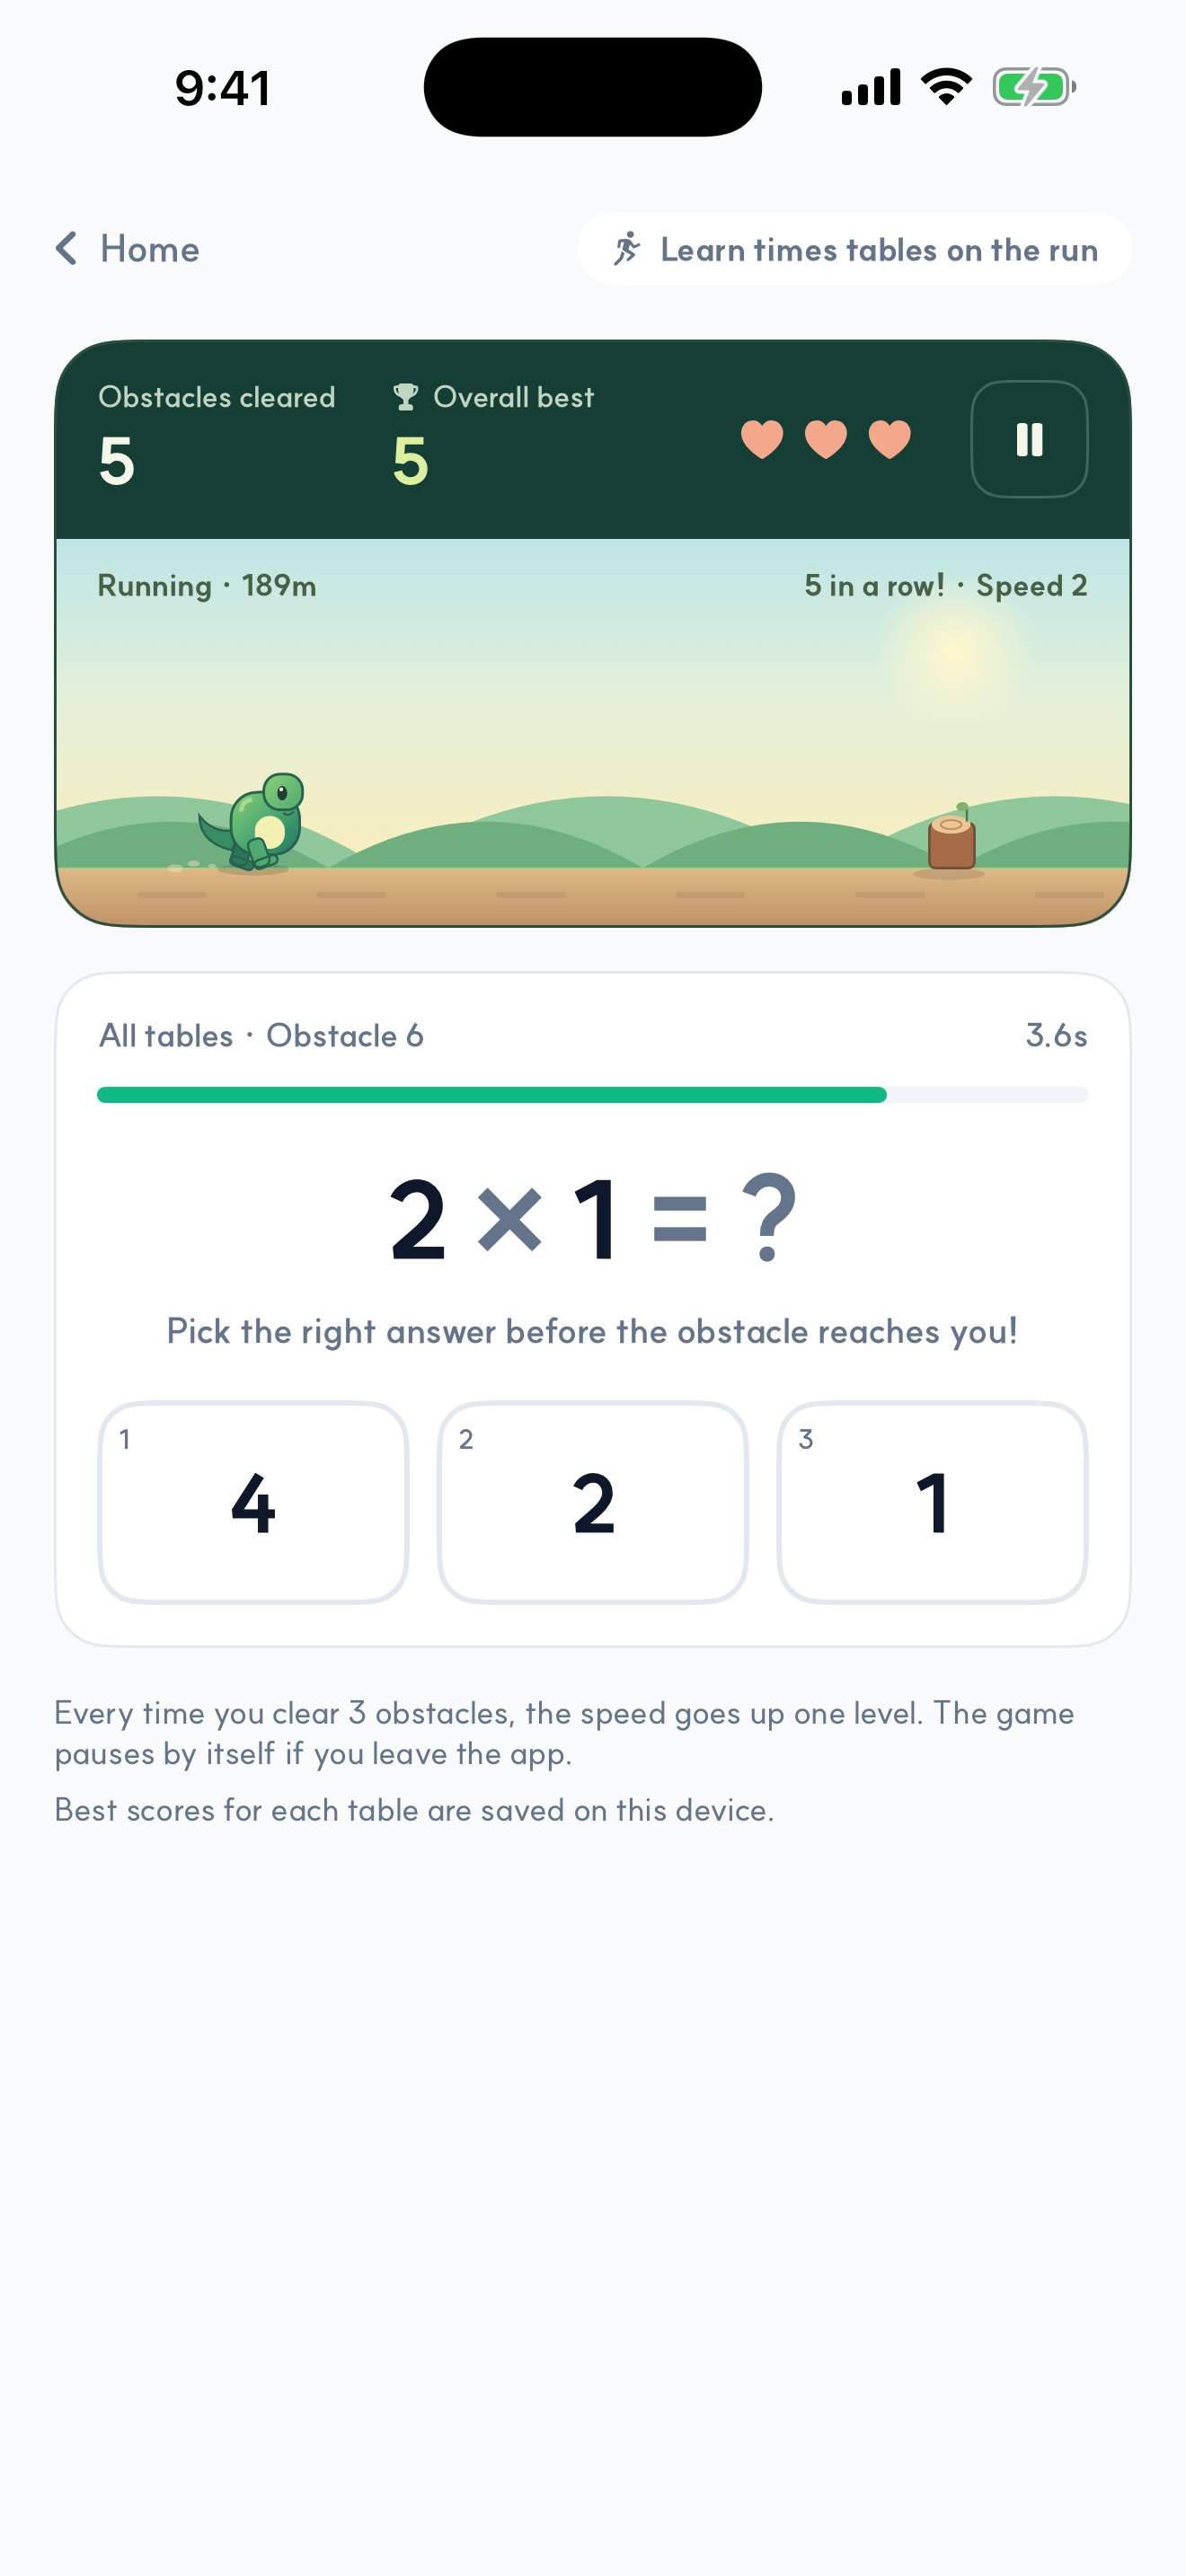 9:41
Home
Learn times tables on the run
Obstacles cleared
Overall best
5
5
Running · 189m
5 in a row! · Speed 2
All tables · Obstacle 6
3.6s
2 × 1 = ?
Pick the right answer before the obstacle reaches you!
1
4
2
2
3
1
Every time you clear 3 obstacles, the speed goes up one level. The game
pauses by itself if you leave the app.
Best scores for each table are saved on this device.